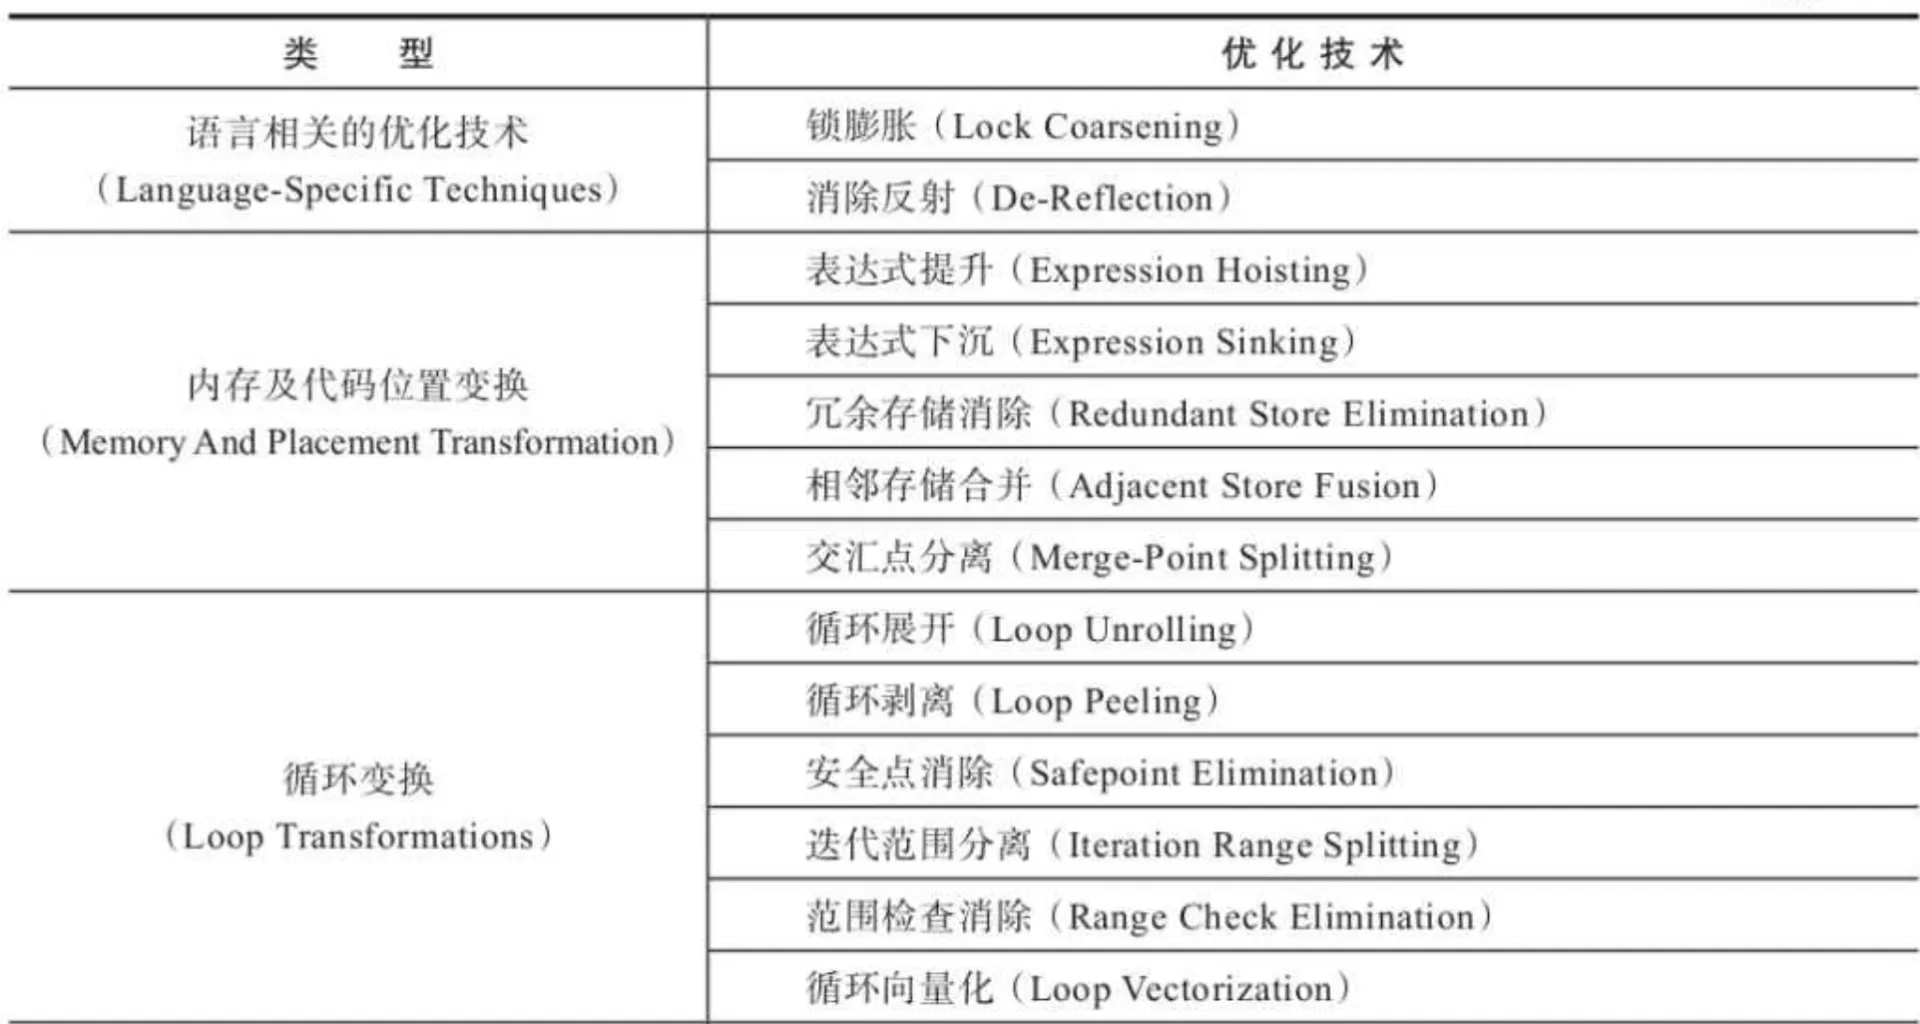 类 型
优化技术
语言相关的优化技术
（Language-Specific Techniques）
锁膨胀（Lock Coarsening）
消除反射（De-Reflection）
内存及代码位置变换
（Memory And Placement Transformation）
表达式提升（Expression Hoisting）
表达式下沉（Expression Sinking）
冗余存储消除（Redundant Store Elimination）
相邻存储合并（Adjacent Store Fusion）
交汇点分离（Merge-Point Splitting）
循环变换
（Loop Transformations）
循环展开（Loop Unrolling）
循环剥离（Loop Peeling）
安全点消除（Safepoint Elimination）
迭代范围分离（Iteration Range Splitting）
范围检查消除（Range Check Elimination）
循环向量化（Loop Vectorization）